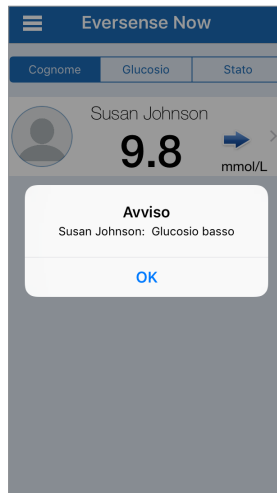 Eversense Now
Cognome Glucosio Stato
Susan Johnson
9.8
mmol/L
Avviso
Susan Johnson: Glucosio basso
OK